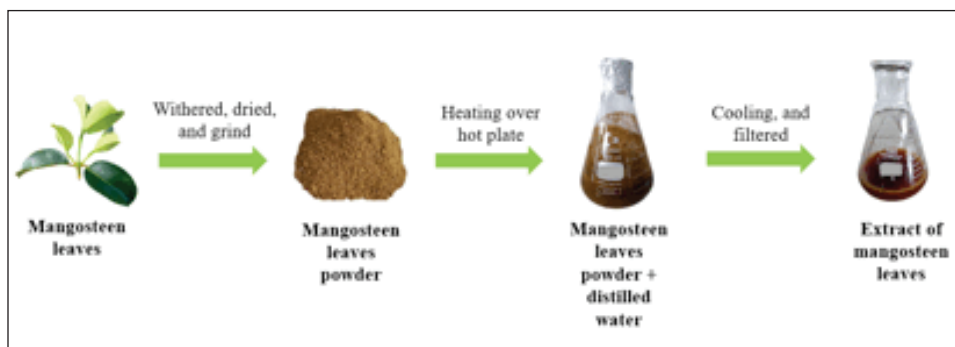 Withered, dried,
and grind
Heating over
hot plate
Cooling, and
filtered
Mangosteen
leaves
Mangosteen
leaves
powder
Mangosteen
leaves
powder +
distilled
water
Extract of
mangosteen
leaves